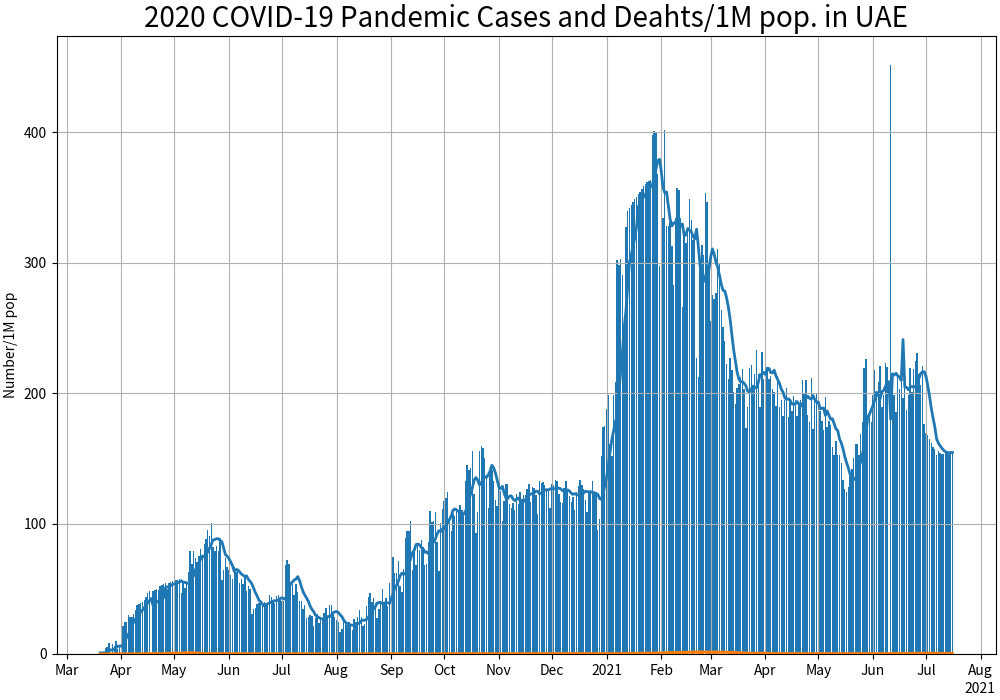 2020 COVID-19 Pandemic Cases and Deahts/1M pop. in UAE
Number/1M pop
400
300
200
100
0
Mar Apr May Jun Jul Aug Sep Oct Nov Dec 2021 Feb Mar Apr May Jun Jul Aug
2021